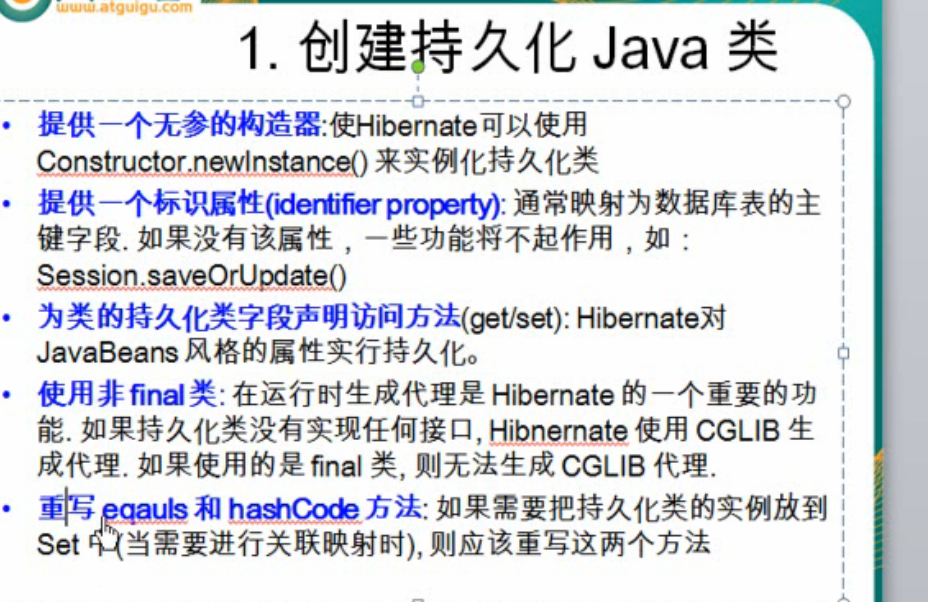 www.atguigu.com
1. 创建持久化 Java 类
• 提供一个无参的构造器:使Hibernate可以使用
Constructor.newInstance() 来实例化持久化类
• 提供一个标识属性(identifier property): 通常映射为数据库表的主
键字段. 如果没有该属性，一些功能将不起作用，如：
Session.saveOrUpdate()
• 为类的持久化类字段声明访问方法(get/set): Hibernate对
JavaBeans 风格的属性实行持久化。
• 使用非 final 类: 在运行时生成代理是 Hibernate 的一个重要的功
能. 如果持久化类没有实现任何接口, Hibnernate 使用 CGLIB 生
成代理. 如果使用的是 final 类, 则无法生成 CGLIB 代理.
• 重写 eqauls 和 hashCode 方法: 如果需要把持久化类的实例放到
Set 中(当需要进行关联映射时), 则应该重写这两个方法